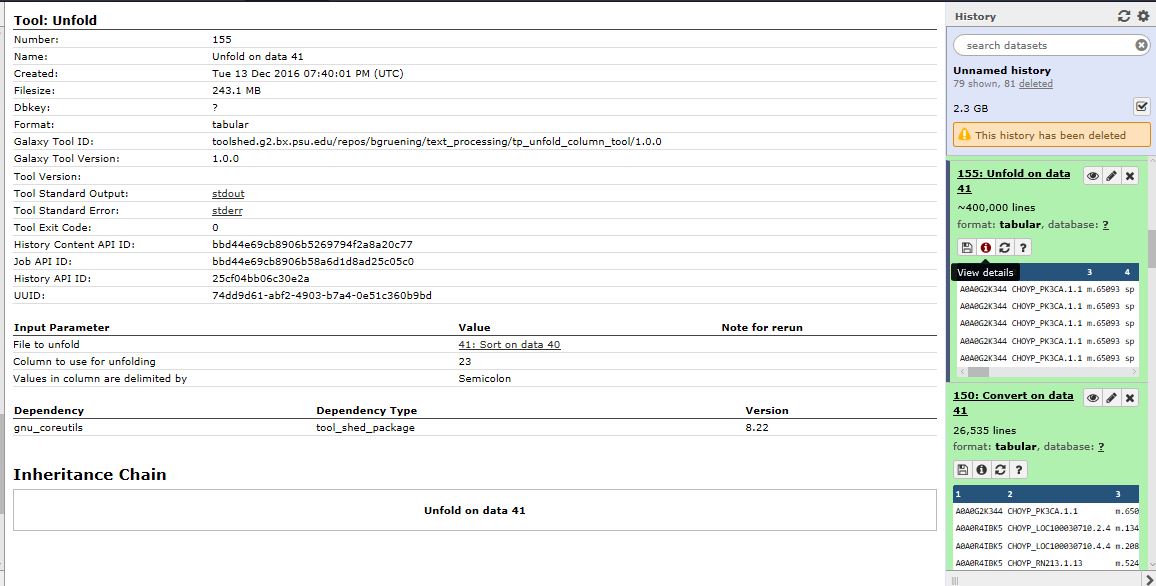 Tool: Unfold
Number: 155
Name: Unfold on data 41
Created: Tue 13 Dec 2016 07:40:01 PM (UTC)
Filesize: 243.1 MB
Dbkey: ?
Format: tabular
Galaxy Tool ID: toolshed.g2.bx.psu.edu/repos/bgruening/text_processing/tp_unfold_column_tool/1.0.0
Galaxy Tool Version: 1.0.0
Tool Version:
Tool Standard Output: stdout
Tool Standard Error: stderr
Tool Exit Code: 0
History Content API ID: bbd44e69cb8906b5269794f2a8a20c77
Job API ID: bbd44e69cb8906b58a6d1d8ad25c05c0
History API ID: 25cf04bb06c30e2a
UUID: 74dd9d61-abf2-4903-b7a4-0e51c360b9bd
Input Parameter Value Note for rerun
File to unfold 41: Sort on data 40
Column to use for unfolding 23
Values in column are delimited by Semicolon
Dependency Dependency Type Version
gnu_coreutils tool_shed_package 8.22
Inheritance Chain
Unfold on data 41
History
search datasets
Unnamed history
79 shown, 81 deleted
2.3 GB
This history has been deleted
155: Unfold on data
41
~400,000 lines
format: tabular, database: ?
View details 3 4
A0A0G2K344 CHOYP_PK3CA.1.1 m.65093 sp
A0A0G2K344 CHOYP_PK3CA.1.1 m.65093 sp
A0A0G2K344 CHOYP_PK3CA.1.1 m.65093 sp
A0A0G2K344 CHOYP_PK3CA.1.1 m.65093 sp
A0A0G2K344 CHOYP_PK3CA.1.1 m.65093 sp
150: Convert on data
41
26,535 lines
format: tabular, database: ?
1 2 3
A0A0G2K344 CHOYP_PK3CA.1.1 m.650
A0A0R4IBK5 CHOYP_LOC100030710.2.4 m.134
A0A0R4IBK5 CHOYP_LOC100030710.4.4 m.208
A0A0R4IBK5 CHOYP_RN213.1.13 m.524